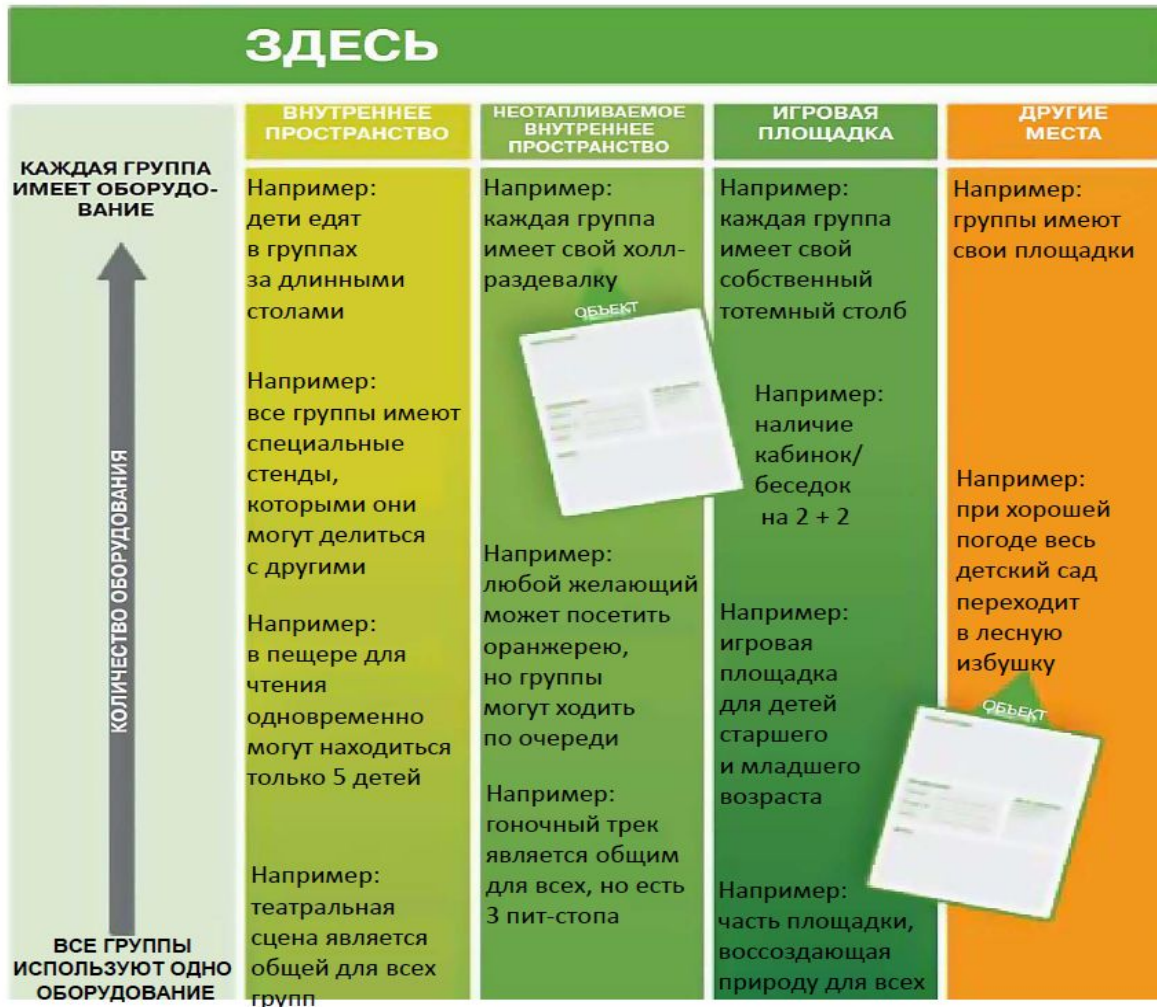 ЗДЕСЬ
ВНУТРЕННЕЕ
ПРОСТРАНСТВО
НЕОТАПЛИВАЕМОЕ
ВНУТРЕННЕЕ
ПРОСТРАНСТВО
ИГРОВАЯ
ПЛОЩАДКА
ДРУГИЕ
МЕСТА
КАЖДАЯ ГРУППА
ИМЕЕТ ОБОРУДО-
ВАНИЕ
КОЛИЧЕСТВО ОБОРУДОВАНИЯ
ВСЕ ГРУППЫ
ИСПОЛЬЗУЮТ ОДНО
ОБОРУДОВАНИЕ
Например:
дети едят
в группах
за длинными
столами
Например:
все группы имеют
специальные
стенды,
которыми они
могут делиться
с другими
Например:
в пещере для
чтения
одновременно
могут находиться
только 5 детей
Например:
театральная
сцена является
общей для всех
групп
Например:
каждая группа
имеет свой холл-
раздевалку
ОБЪЕКТ
Например:
любой желающий
может посетить
оранжерею,
но группы
могут ходить
по очереди
Например:
гоночный трек
является общим
для всех, но есть
3 пит-стопа
Например:
каждая группа
имеет свой
собственный
тотемный столб
Например:
наличие
кабинок/
беседок
на 2 + 2
Например:
игровая
площадка
для детей
старшего
и младшего
возраста
Например:
часть площадки,
воссоздающая
природу для всех
Например:
группы имеют
свои площадки
Например:
при хорошей
погоде весь
детский сад
переходит
в лесную
избушку
ОБЪЕКТ